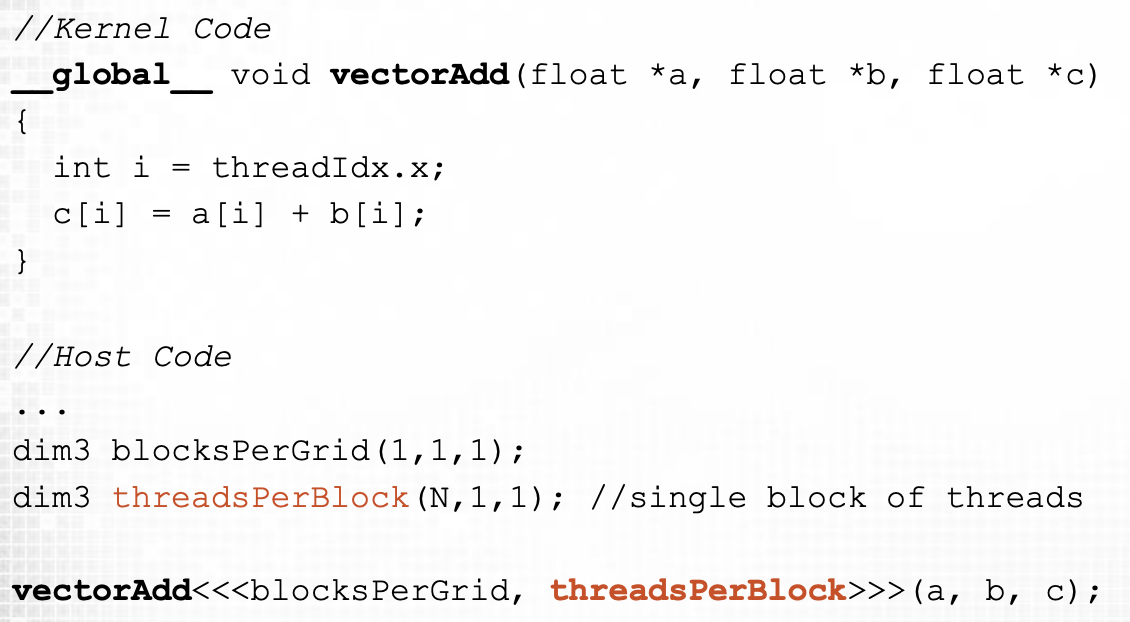 //Kernel Code
__global__ void vectorAdd(float *a, float *b, float *c)
{
  int i = threadIdx.x;
  c[i] = a[i] + b[i];
}
//Host Code
...
dim3 blocksPerGrid(1,1,1);
dim3 threadsPerBlock(N,1,1); //single block of threads
vectorAdd<<<blocksPerGrid, threadsPerBlock>>>(a, b, c);